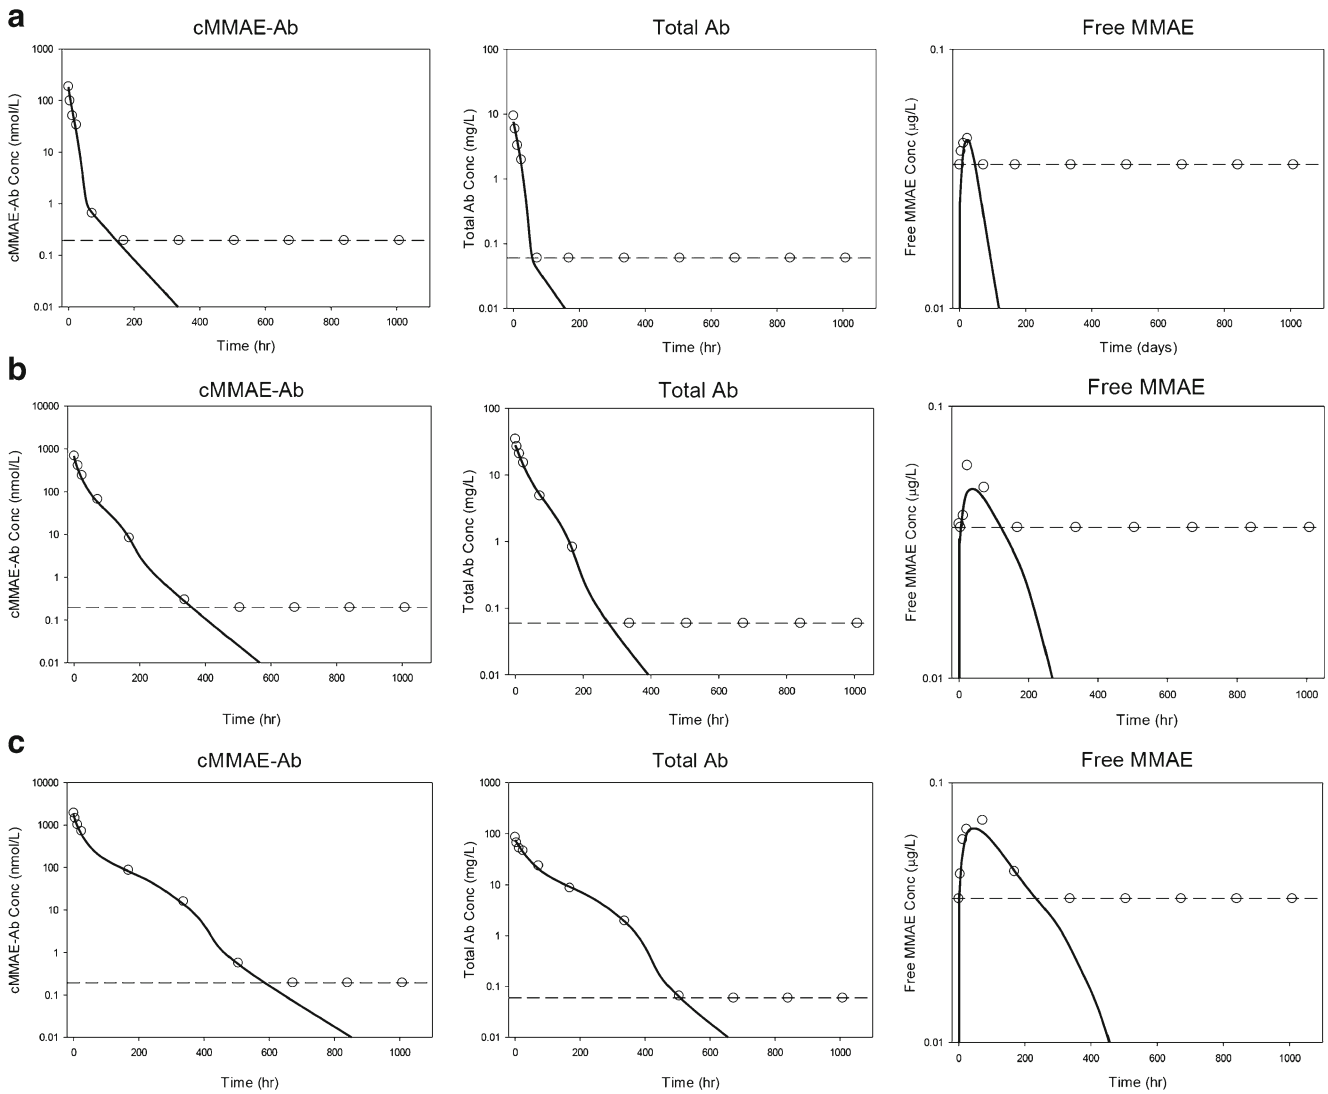 a
cMMAE-Ab
Total Ab
Free MMAE
cMMAE-Ab Conc (nmol/L)
1000
100
10
1
0.1
0.01
0 200 400 600 800 1000
Time (hr)
Total Ab Conc (mg/L)
100
10
1
0.1
0.01
0 200 400 600 800 1000
Time (hr)
Free MMAE Conc (µg/L)
0.1
0.01
0 200 400 600 800 1000
Time (days)
b
cMMAE-Ab
Total Ab
Free MMAE
cMMAE-Ab Conc (nmol/L)
10000
1000
100
10
1
0.1
0.01
0 200 400 600 800 1000
Time (hr)
Total Ab Conc (mg/L)
100
10
1
0.1
0.01
0 200 400 600 800 1000
Time (hr)
Free MMAE Conc (µg/L)
0.1
0.01
0 200 400 600 800 1000
Time (hr)
c
cMMAE-Ab
Total Ab
Free MMAE
cMMAE-Ab Conc (nmol/L)
10000
1000
100
10
1
0.1
0.01
0 200 400 600 800 1000
Time (hr)
Total Ab Conc (mg/L)
1000
100
10
1
0.1
0.01
0 200 400 600 800 1000
Time (hr)
Free MMAE Conc (µg/L)
0.1
0.01
0 200 400 600 800 1000
Time (hr)